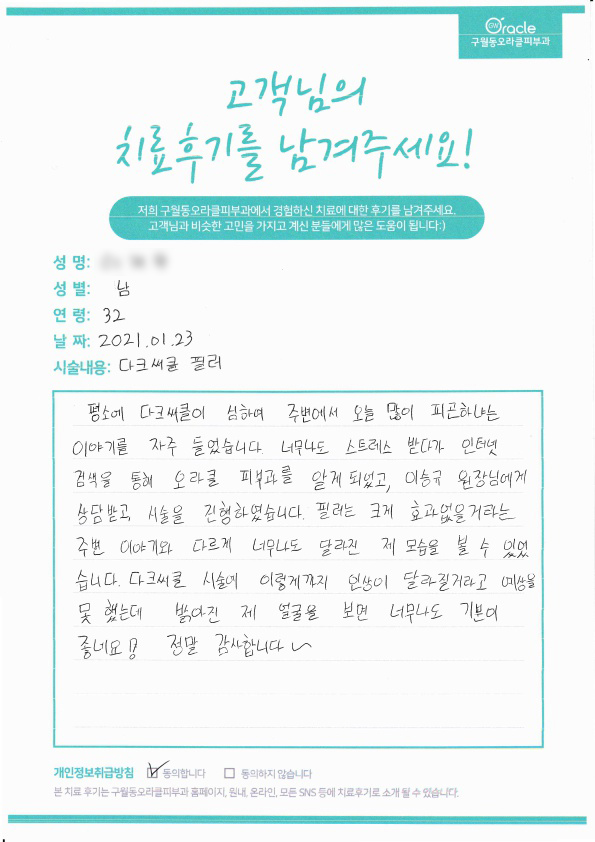 GN Oracle
구월동오라클피부과
고객님의
치료후기를 남겨주세요!
저희 구월동오라클피부과에서 경험하신 치료에 대한 후기를 남겨주세요.
고객님과 비슷한 고민을 가지고 계신 분들에게 많은 도움이 됩니다:)
성 명:
성 별: 남
연 령: 32
날 짜: 2021.01.23
시술내용: 다크써클 필러
평소에 다크써클이 심하여 주변에서 오늘 많이 피곤하냐는
이야기를 자주 들었습니다. 너무나도 스트레스 받다가 인터넷
검색을 통해 오라클 피부과를 알게 되었고, 이승규 원장님에게
상담받고 시술을 진행하였습니다. 필러는 크게 효과없을거라는
주변 이야기와 다르게 너무나도 달라진 제 모습을 볼 수 있었
습니다. 다크써클 시술에 이렇게까지 인상이 달라질거라고 예상을
못 했는데 밝아진 제 얼굴을 보면 너무나도 기분이
좋네요!! 정말 감사합니다~
개인정보취급방침 동의합니다 동의하지 않습니다
본 치료 후기는 구월동오라클피부과 홈페이지, 원내, 온라인, 모든 SNS 등에 치료후기로 소개 될 수 있습니다.